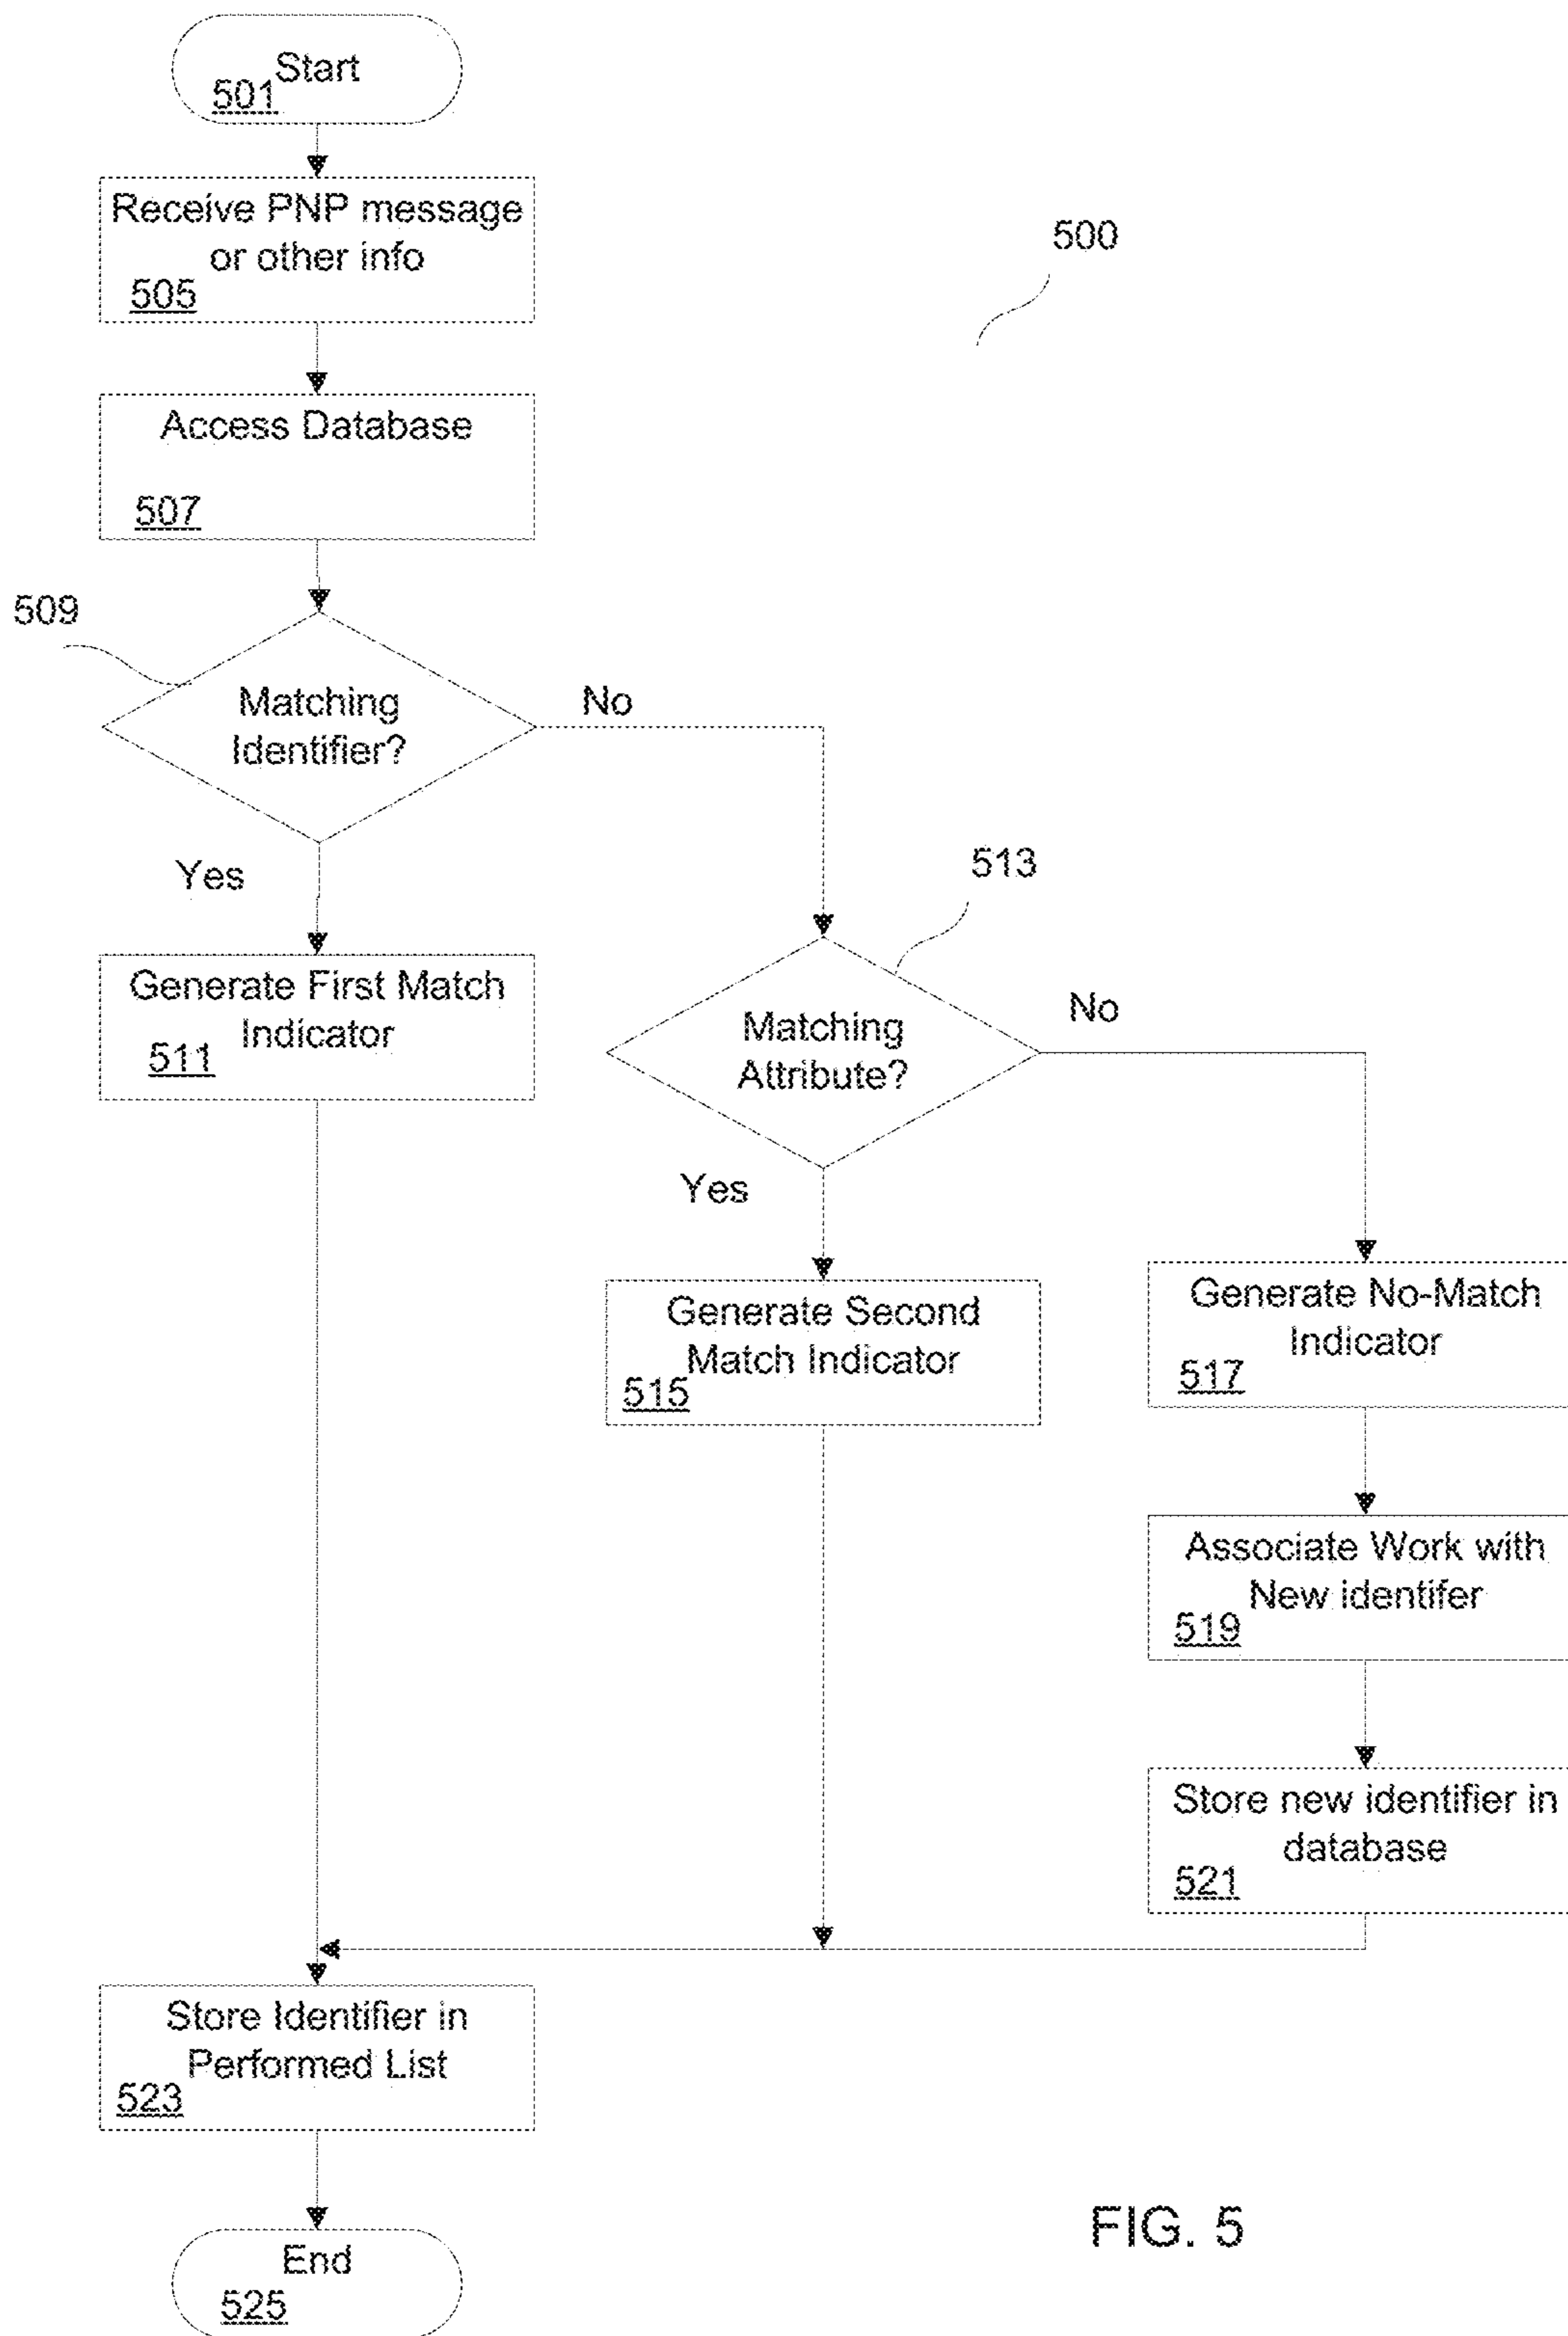 Start
501
Receive PNP message
or other info
505
500
Access Database
507
509
Matching
Identifier?
No
Yes
513
Generate First Match
Indicator
511
Matching
Attribute?
No
Yes
Generate Second
Match Indicator
515
Generate No-Match
Indicator
517
Associate Work with
New identifer
519
Store new identifier in
database
521
Store Identifier in
Performed List
523
End
525
FIG. 5